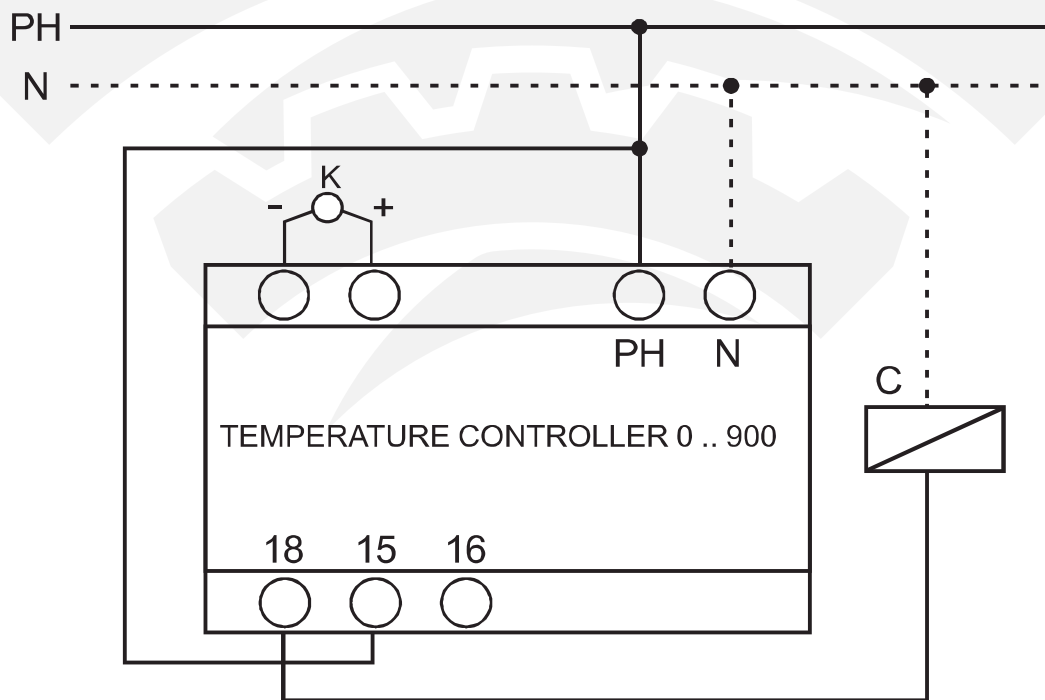 PH
N
K
- +
PH N
C
TEMPERATURE CONTROLLER 0 .. 900
18 15 16